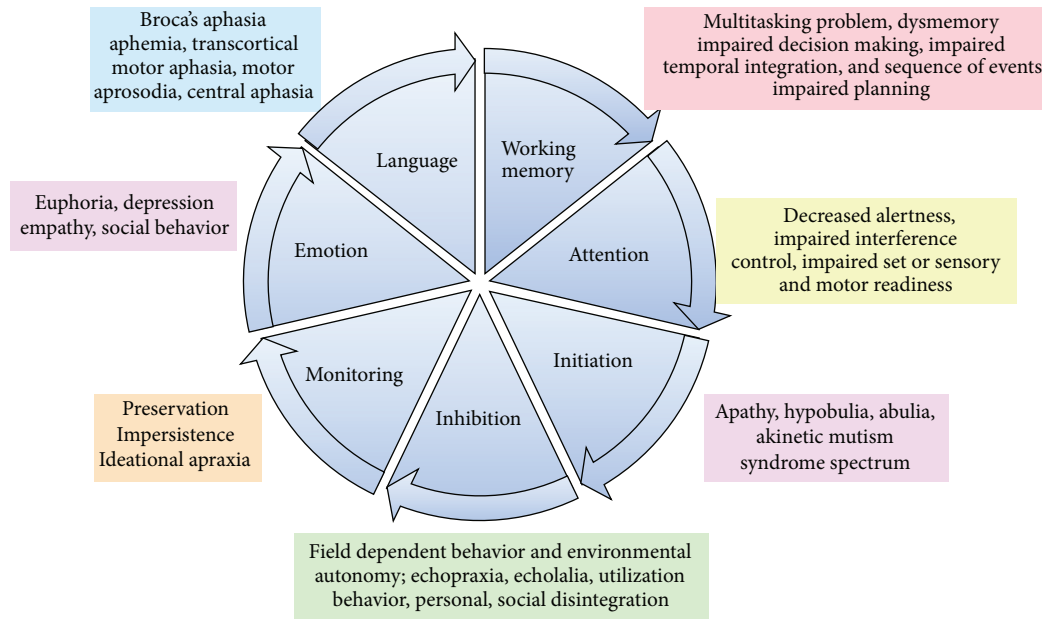 Broca's aphasia
aphemia, transcortical
motor aphasia, motor
aprosodia, central aphasia
Multitasking problem, dysmemory
impaired decision making, impaired
temporal integration, and sequence of events
impaired planning
Language
Working
memory
Euphoria, depression
empathy, social behavior
Emotion
Attention
Decreased alertness,
impaired interference
control, impaired set or sensory
and motor readiness
Monitoring
Initiation
Inhibition
Preservation
Impersistence
Ideational apraxia
Apathy, hypobulia, abulia,
akinetic mutism
syndrome spectrum
Field dependent behavior and environmental
autonomy; echopraxia, echolalia, utilization
behavior, personal, social disintegration